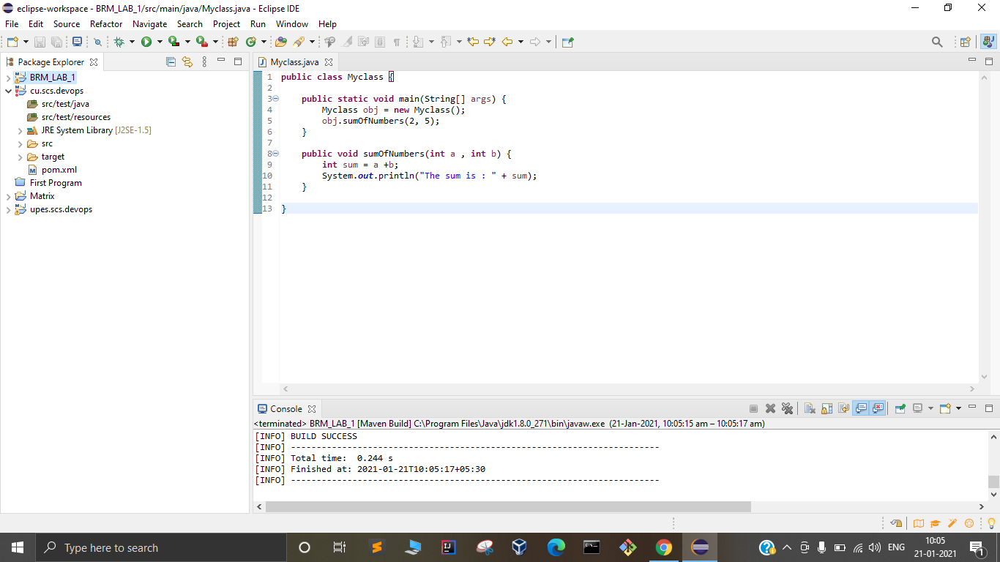 eclipse-workspace - BRM_LAB_1/src/main/java/Myclass.java - Eclipse IDE
File Edit Source Refactor Navigate Search Project Run Window Help
Package Explorer
BRM_LAB_1
cu.scs.devops
src/test/java
src/test/resources
JRE System Library [J2SE-1.5]
src
target
pom.xml
First Program
Matrix
upes.scs.devops
Myclass.java
1 public class Myclass {
2
3     public static void main(String[] args) {
4         Myclass obj = new Myclass();
5         obj.sumOfNumbers(2, 5);
6     }
7
8     public void sumOfNumbers(int a , int b) {
9         int sum = a +b;
10         System.out.println("The sum is : " + sum);
11     }
12
13 }
Console
<terminated> BRM_LAB_1 [Maven Build] C:\Program Files\Java\jdk1.8.0_271\bin\javaw.exe (21-Jan-2021, 10:05:15 am – 10:05:17 am)
[INFO] BUILD SUCCESS
[INFO] ------------------------------------------------------------------------
[INFO] Total time:  0.244 s
[INFO] Finished at: 2021-01-21T10:05:17+05:30
[INFO] ------------------------------------------------------------------------
Type here to search
ENG
10:05
21-01-2021
1